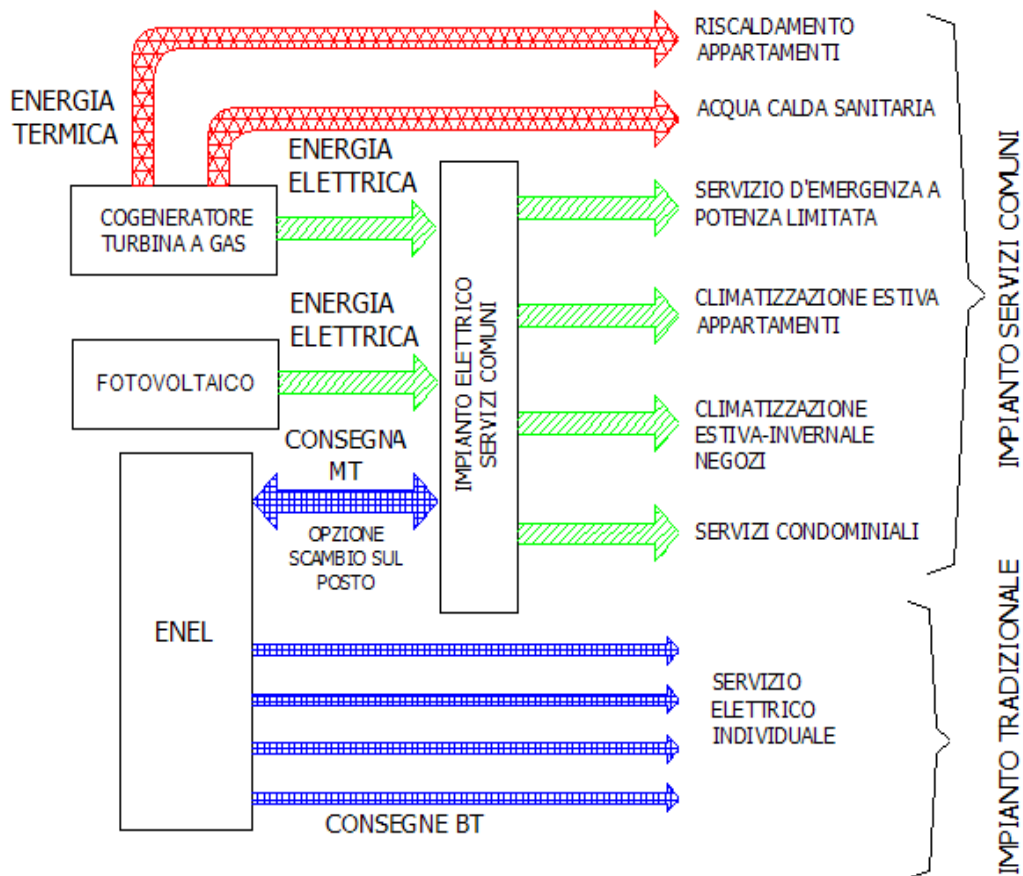 RISCALDAMENTO
APPARTAMENTI
ENERGIA
TERMICA
ACQUA CALDA SANITARIA
ENERGIA
ELETTRICA
COGENERATORE
TURBINA A GAS
SERVIZIO D'EMERGENZA A
POTENZA LIMITATA
ENERGIA
ELETTRICA
CLIMATIZZAZIONE ESTIVA
APPARTAMENTI
FOTOVOLTAICO
IMPIANTO ELETTRICO
SERVIZI COMUNI
CLIMATIZZAZIONE
ESTIVA-INVERNALE
NEGOZI
CONSEGNA
MT
OPZIONE
SCAMBIO SUL
POSTO
SERVIZI CONDOMINIALI
IMPIANTO SERVIZI COMUNI
ENEL
SERVIZIO
ELETTRICO
INDIVIDUALE
CONSEGNE BT
IMPIANTO TRADIZIONALE